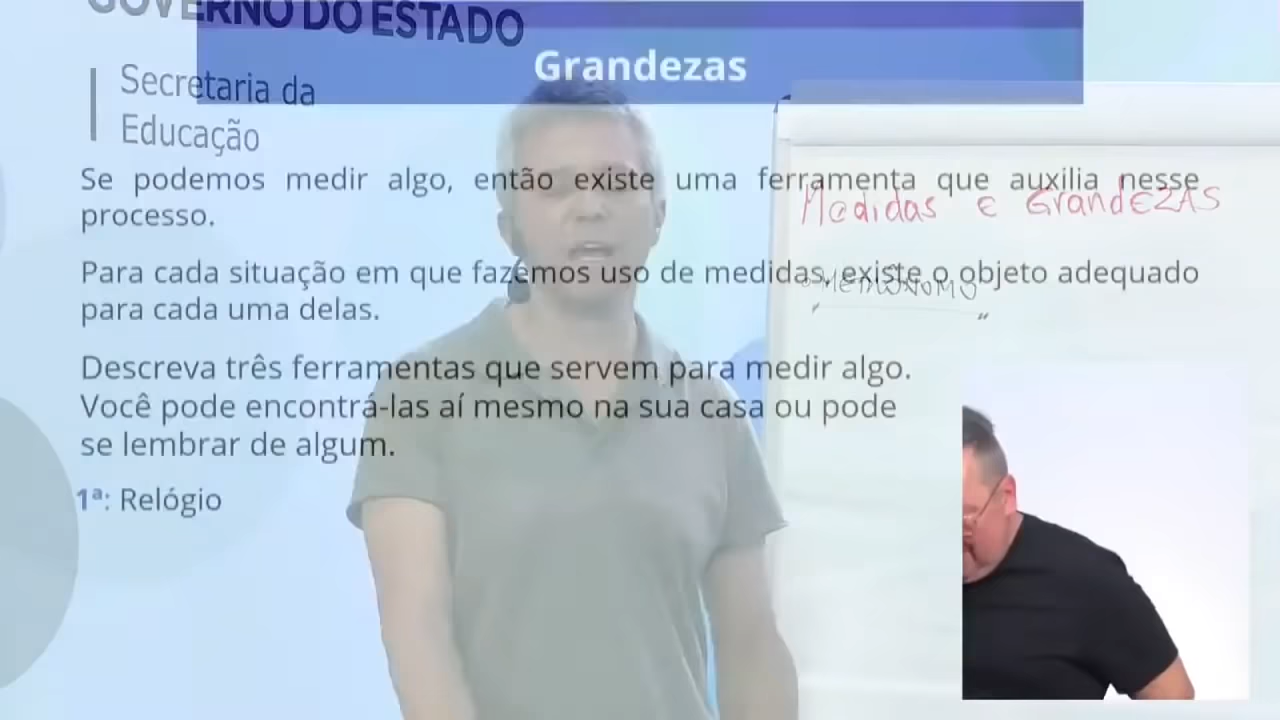 GOVERNO DO ESTADO
Secretaria da
Educação
Grandezas
Se podemos medir algo, então existe uma ferramenta que auxilia nesse
processo.
Para cada situação em que fazemos uso de medidas, existe o objeto adequado
para cada uma delas.
Descreva três ferramentas que servem para medir algo.
Você pode encontrá-las aí mesmo na sua casa ou pode
se lembrar de algum.
1ª: Relógio
Medidas e GrandEZAS